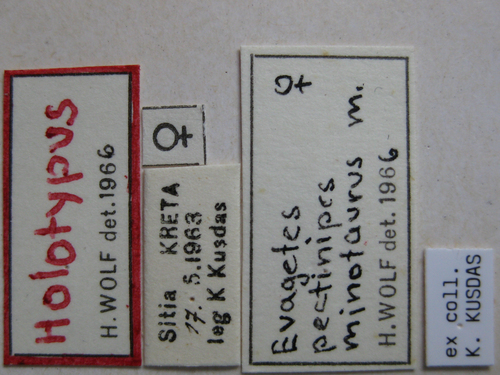 Holotypus
H. WOLF det. 1966
♀
Sitia KRETA
17. 5. 1963
leg K Kusdas
Evagetes ♀
pectinipes
minotaurus m.
H. WOLF det. 1966
ex coll.
K. KUSDAS